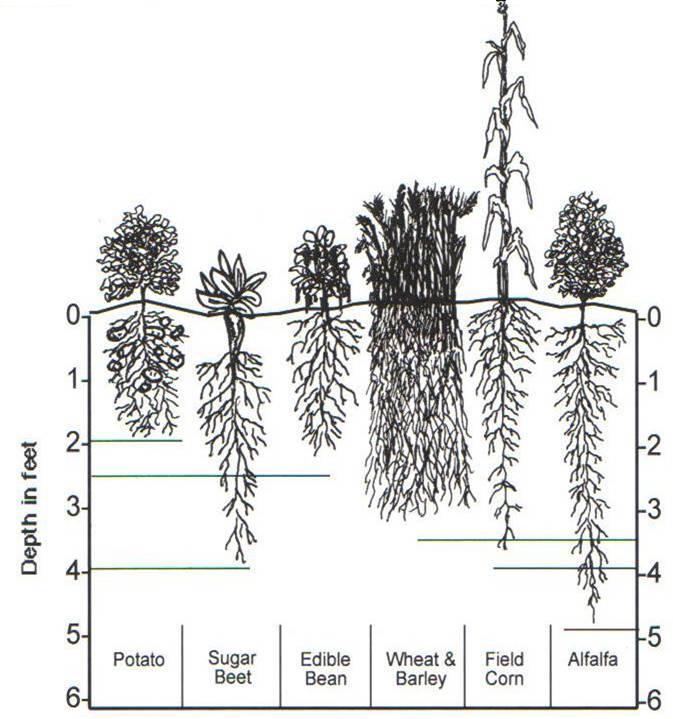 0
1
2
3
4
5
6
Depth in feet
0
1
2
3
4
5
6
Potato
Sugar
Beet
Edible
Bean
Wheat &
Barley
Field
Corn
Alfalfa